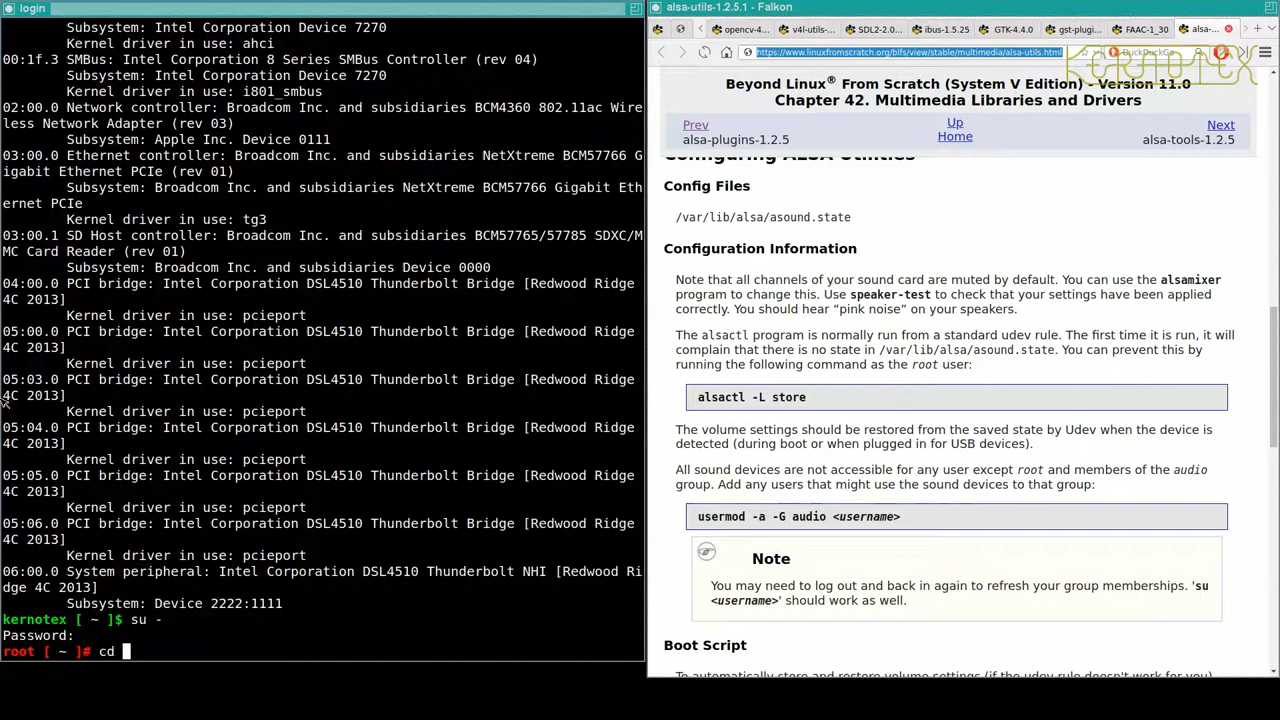 login
Subsystem: Intel Corporation Device 7270
Kernel driver in use: ahci
00:1f.3 SMBus: Intel Corporation 8 Series SMBus Controller (rev 04)
Subsystem: Intel Corporation Device 7270
Kernel driver in use: i801_smbus
02:00.0 Network controller: Broadcom Inc. and subsidiaries BCM4360 802.11ac Wire
less Network Adapter (rev 03)
Subsystem: Apple Inc. Device 0111
03:00.0 Ethernet controller: Broadcom Inc. and subsidiaries NetXtreme BCM57766 G
igabit Ethernet PCIe (rev 01)
Subsystem: Broadcom Inc. and subsidiaries NetXtreme BCM57766 Gigabit Eth
ernet PCIe
Kernel driver in use: tg3
03:00.1 SD Host controller: Broadcom Inc. and subsidiaries BCM57765/57785 SDXC/M
MC Card Reader (rev 01)
Subsystem: Broadcom Inc. and subsidiaries Device 0000
04:00.0 PCI bridge: Intel Corporation DSL4510 Thunderbolt Bridge [Redwood Ridge
4C 2013]
Kernel driver in use: pcieport
05:00.0 PCI bridge: Intel Corporation DSL4510 Thunderbolt Bridge [Redwood Ridge
4C 2013]
Kernel driver in use: pcieport
05:03.0 PCI bridge: Intel Corporation DSL4510 Thunderbolt Bridge [Redwood Ridge
4C 2013]
Kernel driver in use: pcieport
05:04.0 PCI bridge: Intel Corporation DSL4510 Thunderbolt Bridge [Redwood Ridge
4C 2013]
Kernel driver in use: pcieport
05:05.0 PCI bridge: Intel Corporation DSL4510 Thunderbolt Bridge [Redwood Ridge
4C 2013]
Kernel driver in use: pcieport
05:06.0 PCI bridge: Intel Corporation DSL4510 Thunderbolt Bridge [Redwood Ridge
4C 2013]
Kernel driver in use: pcieport
06:00.0 System peripheral: Intel Corporation DSL4510 Thunderbolt NHI [Redwood Ri
dge 4C 2013]
Subsystem: Device 2222:1111
kernotex [ ~ ]$ su -
Password:
root [ ~ ]# cd
alsa-utils-1.2.5.1 - Falkon
opencv-4... v4l-utils-... SDL2-2.0... ibus-1.5.25 GTK-4.4.0 gst-plugi... FAAC-1_30 alsa-...
https://www.linuxfromscratch.org/blfs/view/stable/multimedia/alsa-utils.html DuckDuckGo
KERNOTEX
Beyond Linux® From Scratch (System V Edition) - Version 11.0
Chapter 42. Multimedia Libraries and Drivers
Prev Up Next
alsa-plugins-1.2.5 Home alsa-tools-1.2.5
Configuring ALSA Utilities
Config Files
/var/lib/alsa/asound.state
Configuration Information
Note that all channels of your sound card are muted by default. You can use the alsamixer
program to change this. Use speaker-test to check that your settings have been applied
correctly. You should hear “pink noise” on your speakers.
The alsactl program is normally run from a standard udev rule. The first time it is run, it will
complain that there is no state in /var/lib/alsa/asound.state. You can prevent this by
running the following command as the root user:
alsactl -L store
The volume settings should be restored from the saved state by Udev when the device is
detected (during boot or when plugged in for USB devices).
All sound devices are not accessible for any user except root and members of the audio
group. Add any users that might use the sound devices to that group:
usermod -a -G audio <username>
Note
You may need to log out and back in again to refresh your group memberships. 'su
<username>' should work as well.
Boot Script
To automatically store and restore volume settings (if the udev rule doesn't work for you)